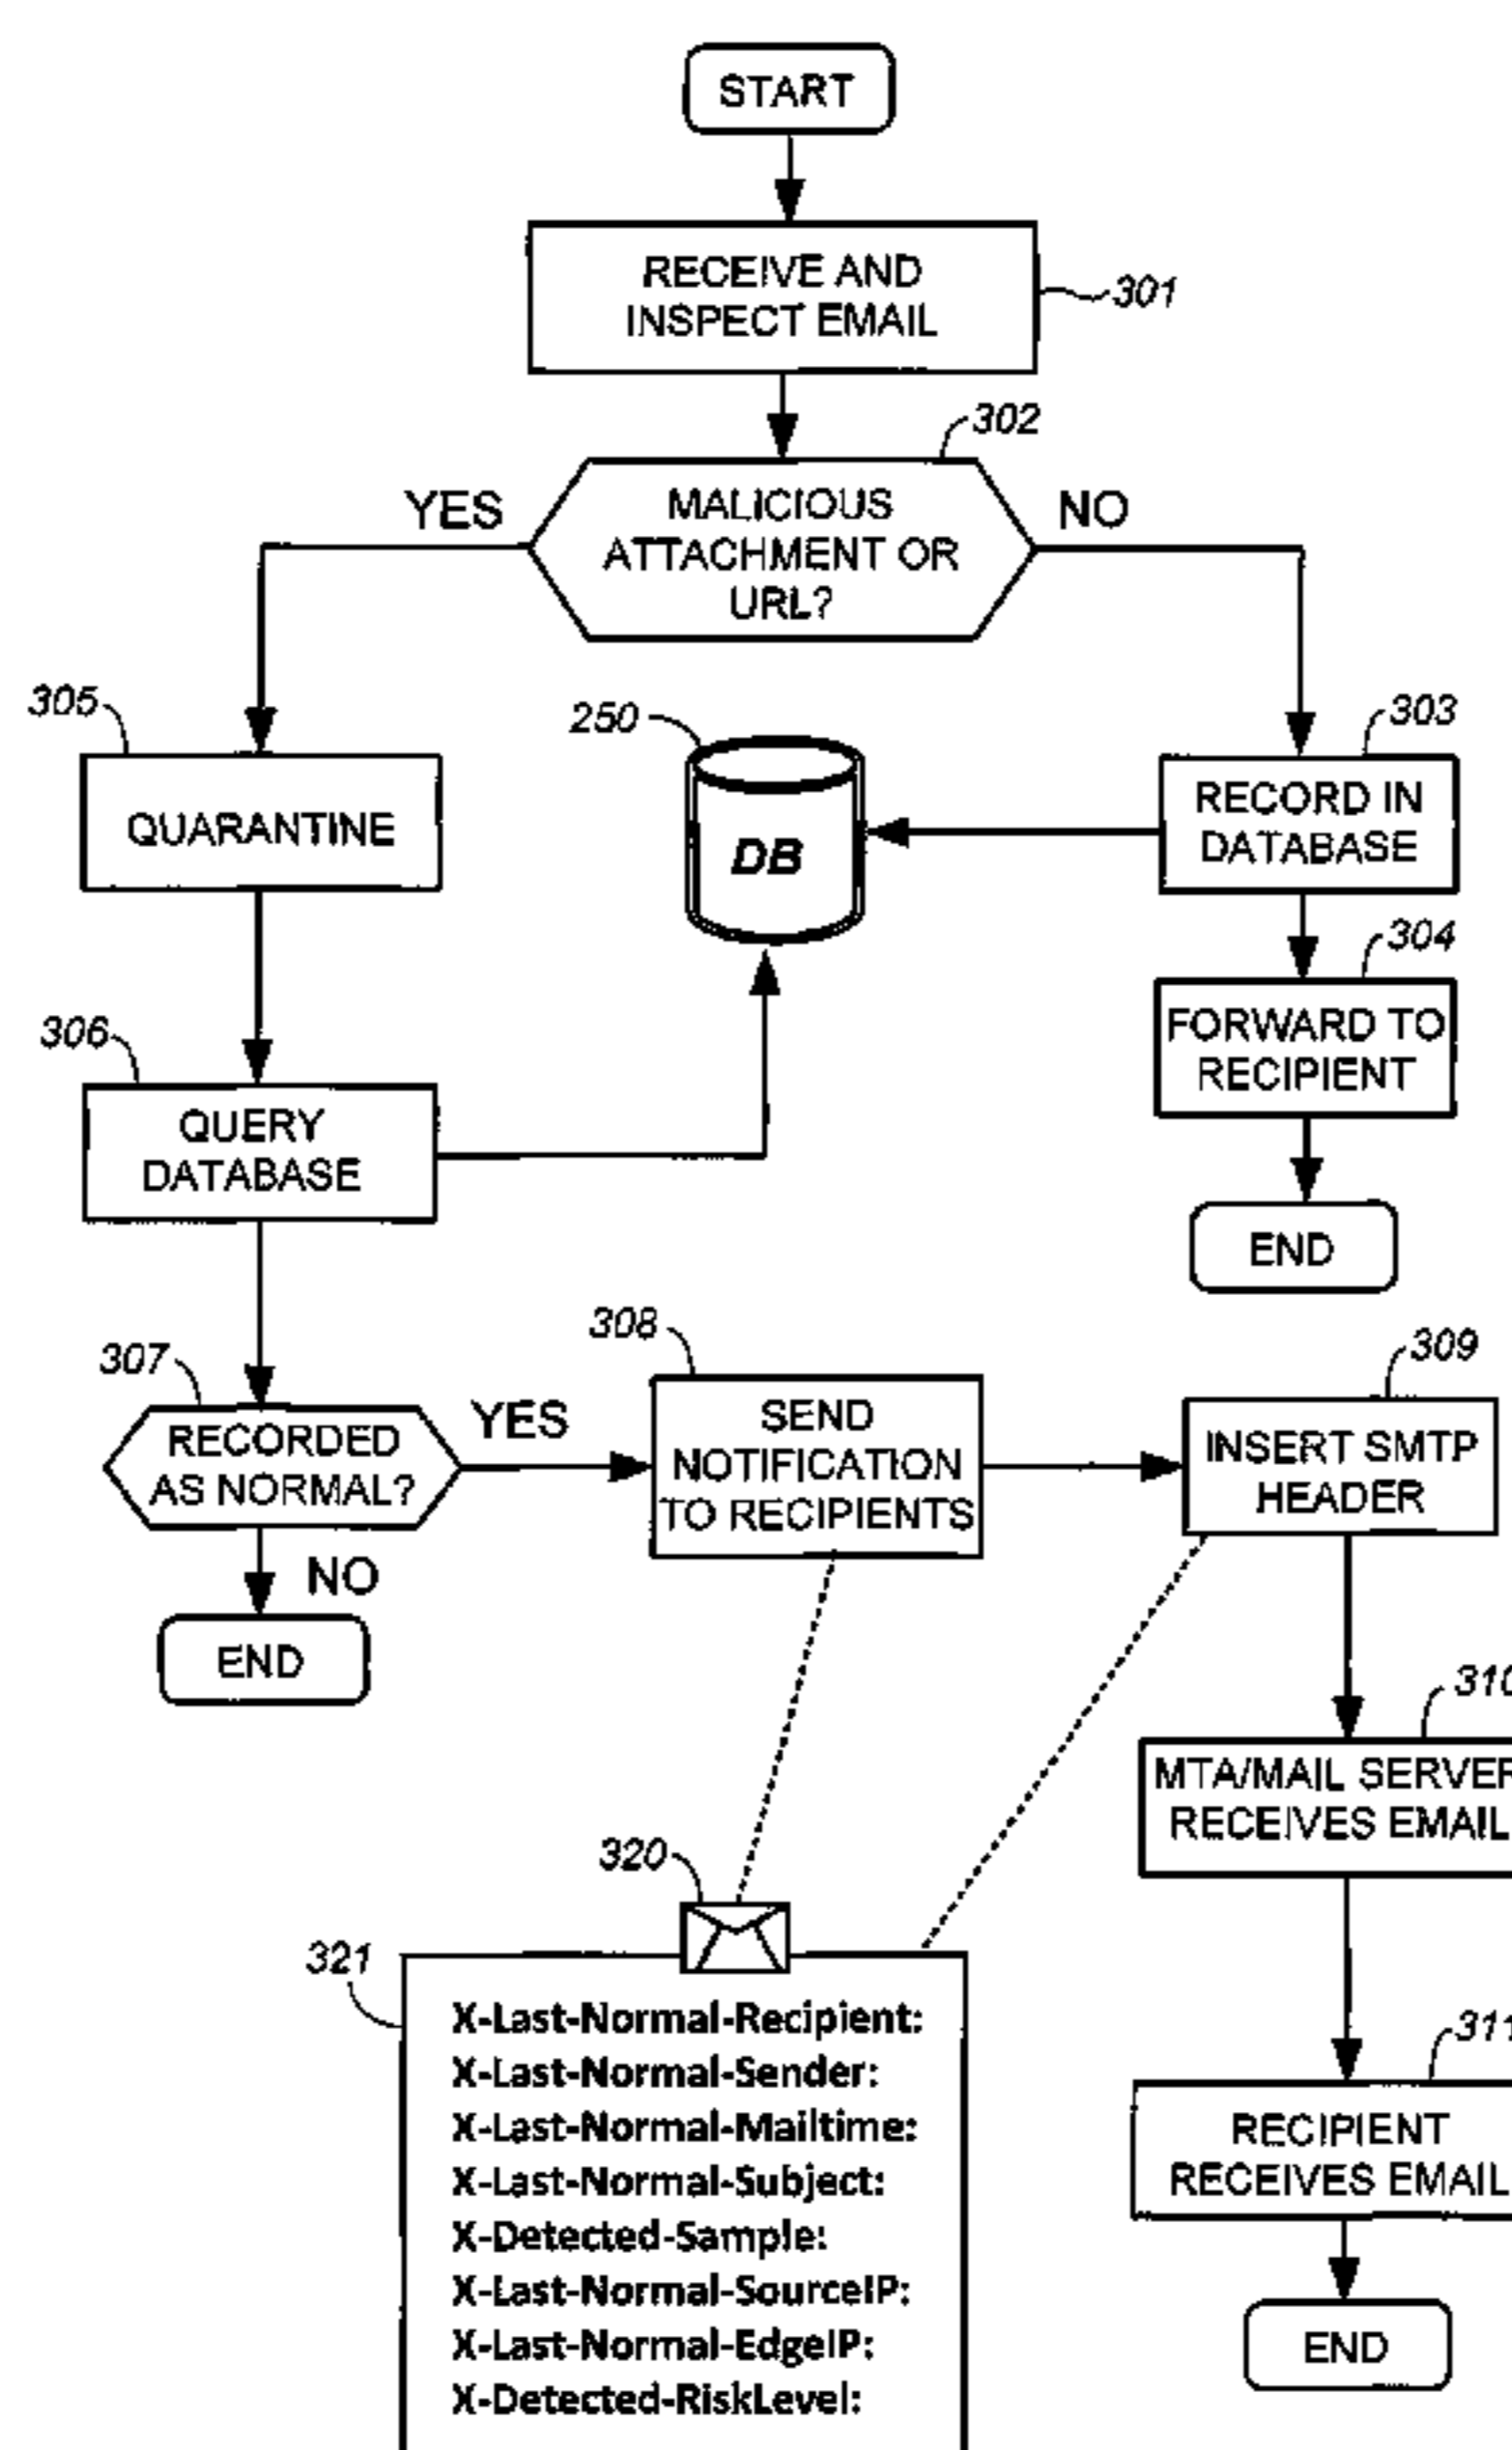 START
RECEIVE AND
INSPECT EMAIL
301
302
YES
MALICIOUS
ATTACHMENT OR
URL?
NO
305
QUARANTINE
250
DB
303
RECORD IN
DATABASE
304
FORWARD TO
RECIPIENT
END
306
QUERY
DATABASE
307
RECORDED
AS NORMAL?
YES
NO
END
308
SEND
NOTIFICATION
TO RECIPIENTS
309
INSERT SMTP
HEADER
310
MTA/MAIL SERVER
RECEIVES EMAIL
311
RECIPIENT
RECEIVES EMAIL
END
320
321
X-Last-Normal-Recipient:
X-Last-Normal-Sender:
X-Last-Normal-Mailtime:
X-Last-Normal-Subject:
X-Detected-Sample:
X-Last-Normal-SourceIP:
X-Last-Normal-EdgeIP:
X-Detected-RiskLevel: